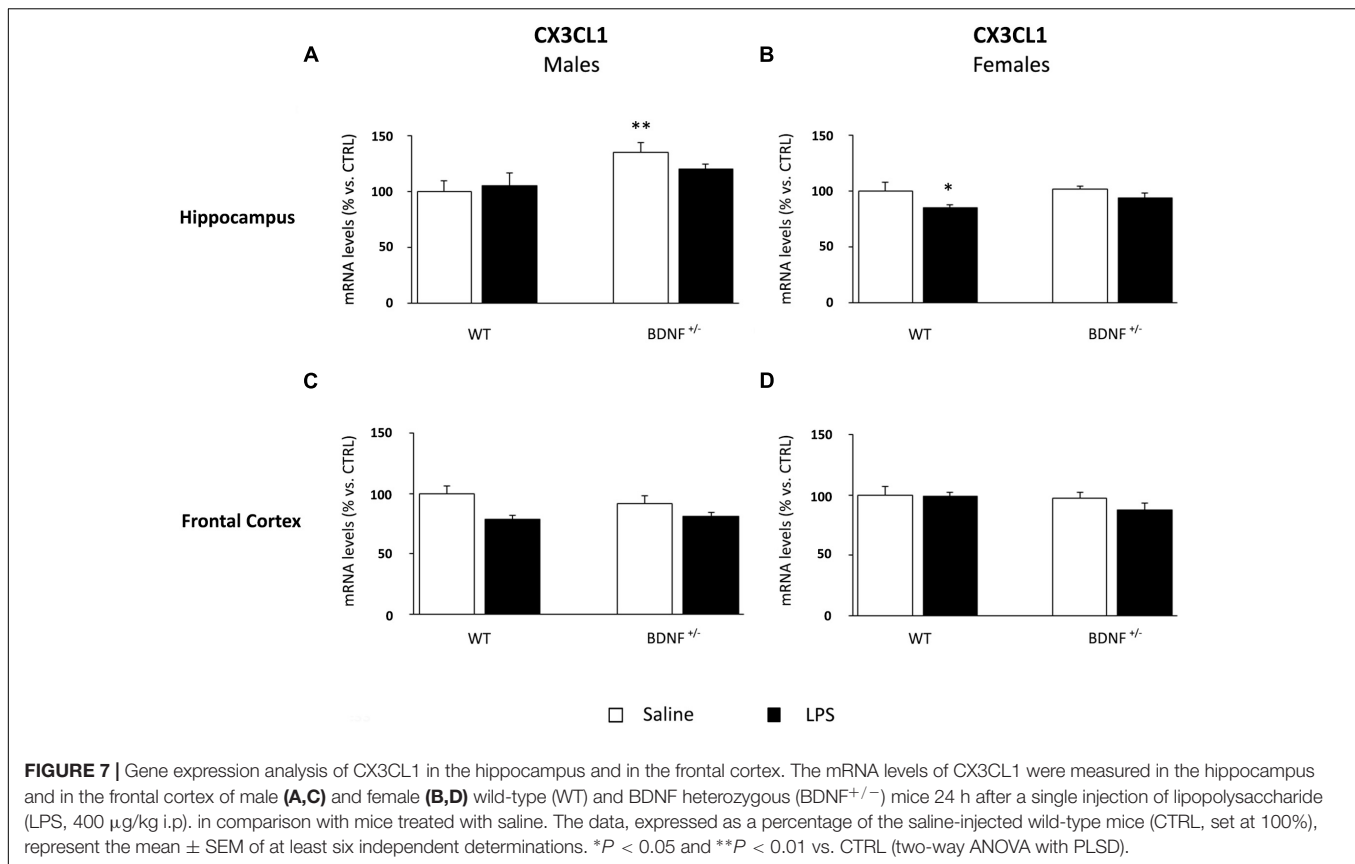 CX3CL1
Males
CX3CL1
Females
A
B
Hippocampus
mRNA levels (% vs. CTRL)
150
100
50
0
**
WT
BDNF +/-
mRNA levels (% vs. CTRL)
150
100
50
0
*
WT
BDNF +/-
C
D
Frontal Cortex
mRNA levels (% vs. CTRL)
150
100
50
0
WT
BDNF +/-
mRNA levels (% vs. CTRL)
150
100
50
0
WT
BDNF +/-
Saline
LPS
FIGURE 7 | Gene expression analysis of CX3CL1 in the hippocampus and in the frontal cortex. The mRNA levels of CX3CL1 were measured in the hippocampus
and in the frontal cortex of male (A,C) and female (B,D) wild-type (WT) and BDNF heterozygous (BDNF+/−) mice 24 h after a single injection of lipopolysaccharide
(LPS, 400 μg/kg i.p). in comparison with mice treated with saline. The data, expressed as a percentage of the saline-injected wild-type mice (CTRL, set at 100%),
represent the mean ± SEM of at least six independent determinations. *P < 0.05 and **P < 0.01 vs. CTRL (two-way ANOVA with PLSD).